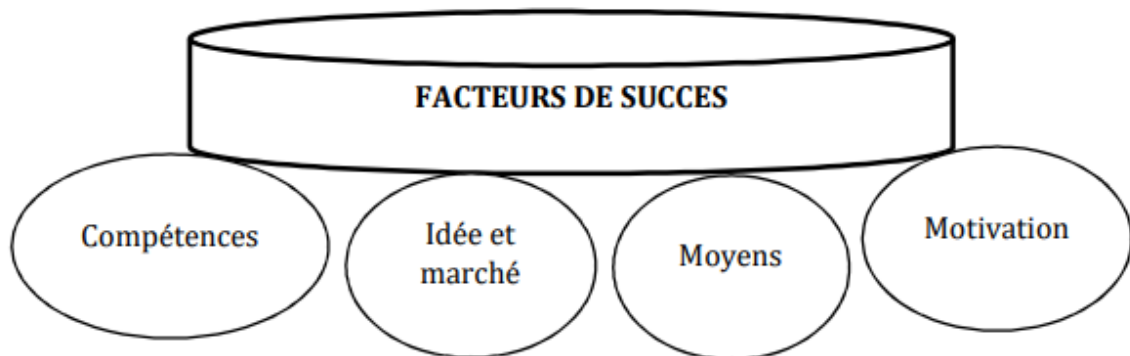 FACTEURS DE SUCCES
Compétences
Idée et
marché
Moyens
Motivation